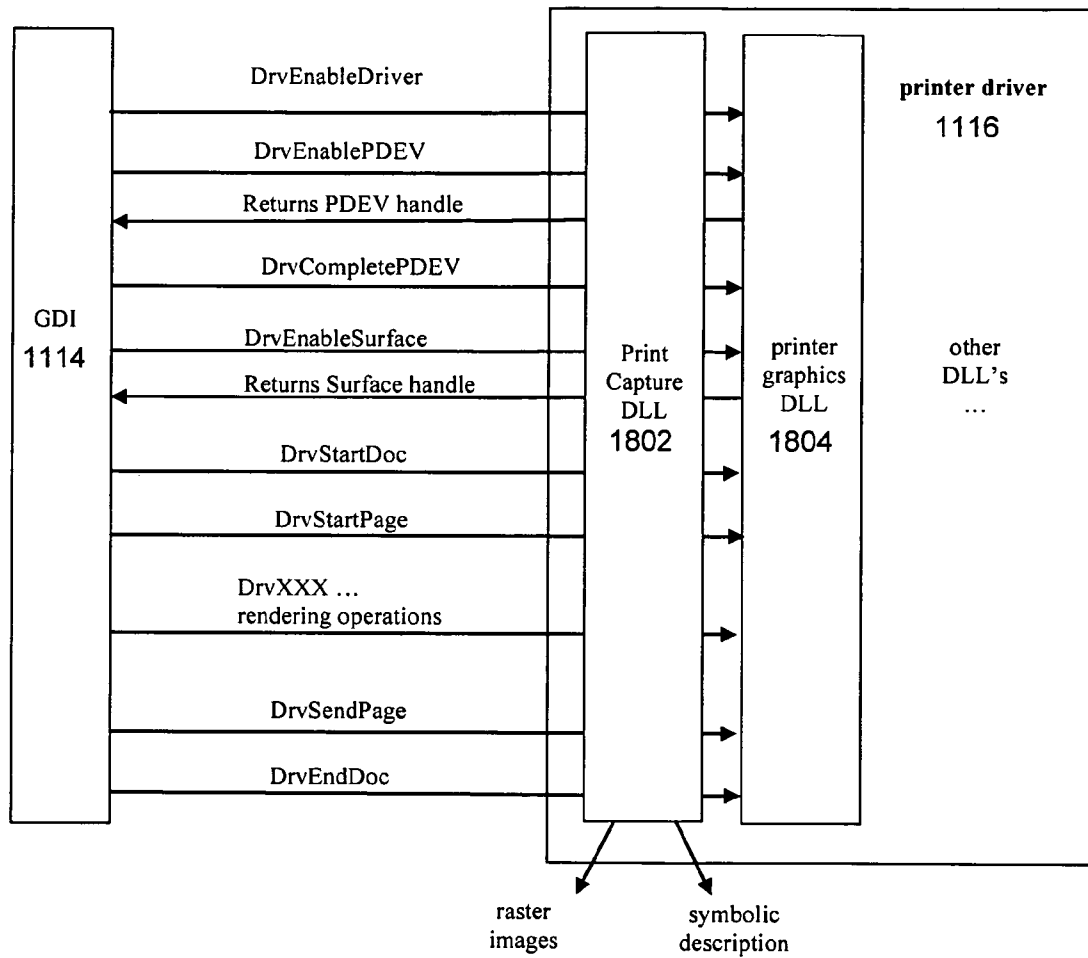 DrvEnableDriver
printer driver
1116
DrvEnablePDEV
Returns PDEV handle
DrvCompletePDEV
GDI
1114
DrvEnableSurface
Returns Surface handle
Print
Capture
DLL
1802
printer
graphics
DLL
1804
other
DLL's
...
DrvStartDoc
DrvStartPage
DrvXXX ...
rendering operations
DrvSendPage
DrvEndDoc
raster
images
symbolic
description